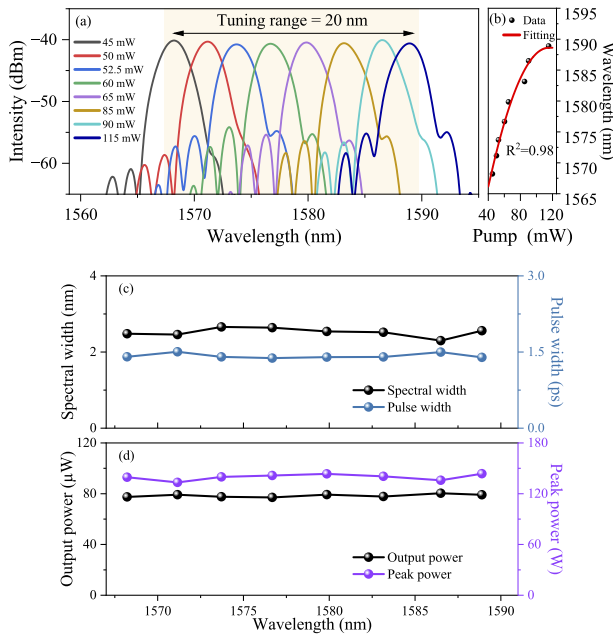 (a)
Tuning range = 20 nm
45 mW
50 mW
52.5 mW
60 mW
65 mW
85 mW
90 mW
115 mW
Intensity (dBm)
−40
−50
−60
1560
1570
1580
1590
Wavelength (nm)
(b)
Data
Fitting
R²=0.98
1595
1590
1585
1580
1575
1570
1565
Wavelength (nm)
40
80
120
Pump (mW)
(c)
Spectral width (nm)
4
2
0
3.0
1.5
0.0
Pulse width (ps)
Spectral width
Pulse width
(d)
Output power (μW)
120
80
40
0
180
120
60
0
Peak power (W)
Output power
Peak power
1570
1575
1580
1585
1590
Wavelength (nm)